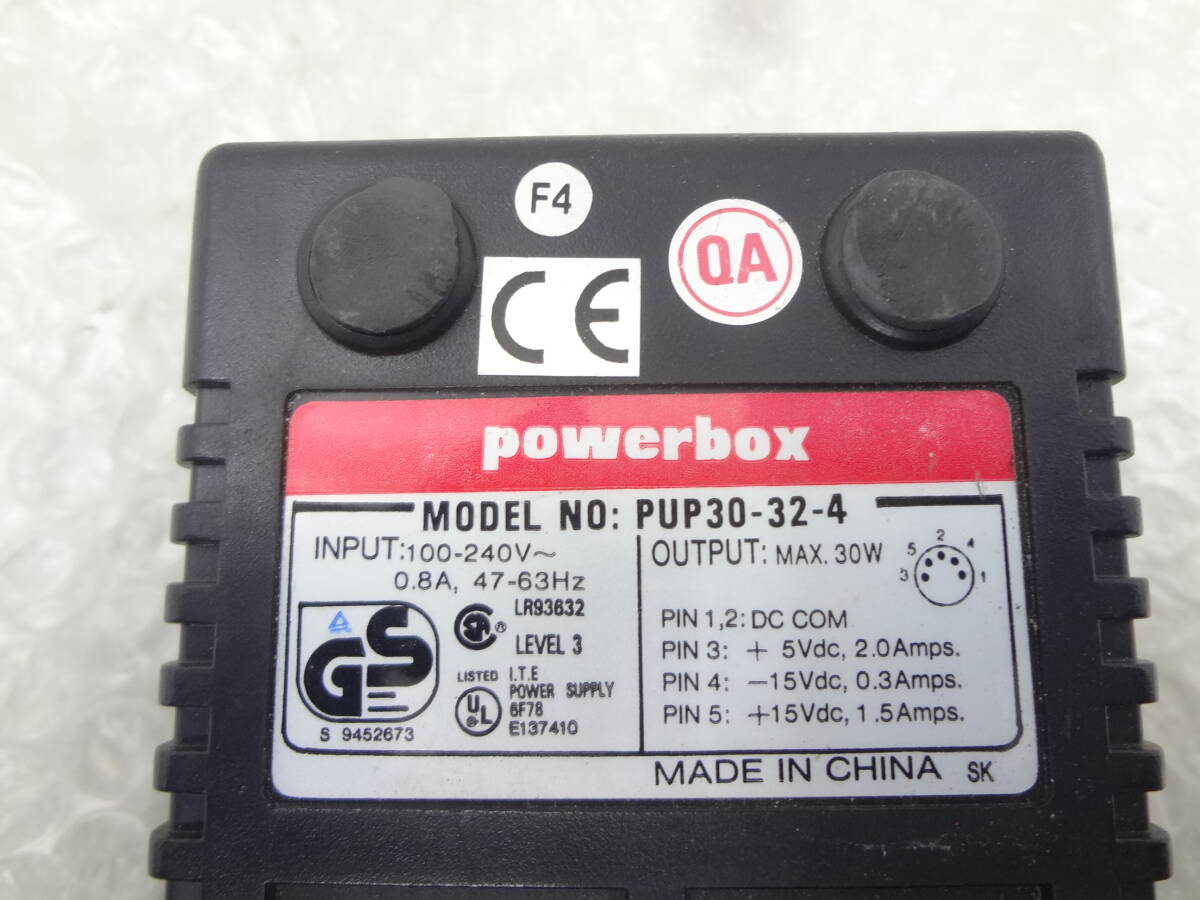 F4
QA
CE
powerbox
MODEL NO: PUP30-32-4
INPUT: 100-240V~
0.8A, 47-63Hz
GS
S 9452673
SA ®
LR93632
LEVEL 3
LISTED I.T.E
POWER SUPPLY
UL
6F78
E137410
OUTPUT: MAX. 30W
5 2 4
3 1
PIN 1,2: DC COM
PIN 3: + 5Vdc, 2.0Amps.
PIN 4: -15Vdc, 0.3Amps.
PIN 5: +15Vdc, 1.5Amps.
MADE IN CHINA SK